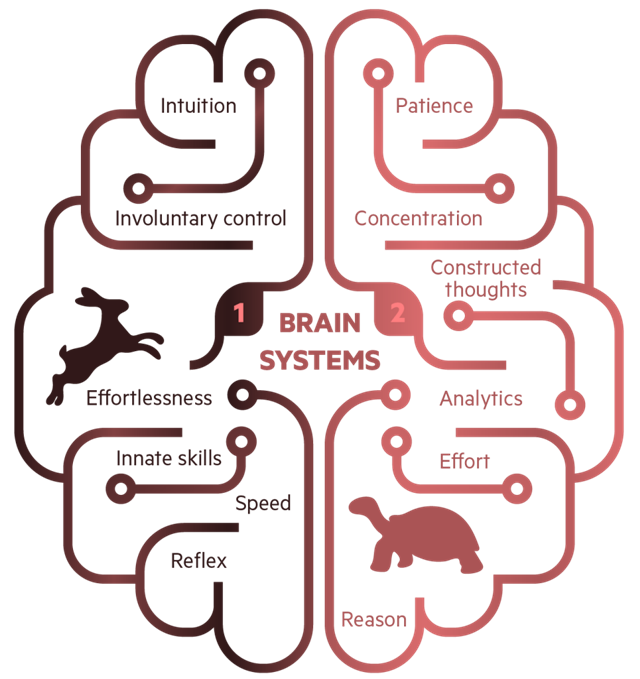 Intuition
Involuntary control
1
Effortlessness
Innate skills
Speed
Reflex
BRAIN
SYSTEMS
Patience
Concentration
Constructed
thoughts
2
Analytics
Effort
Reason